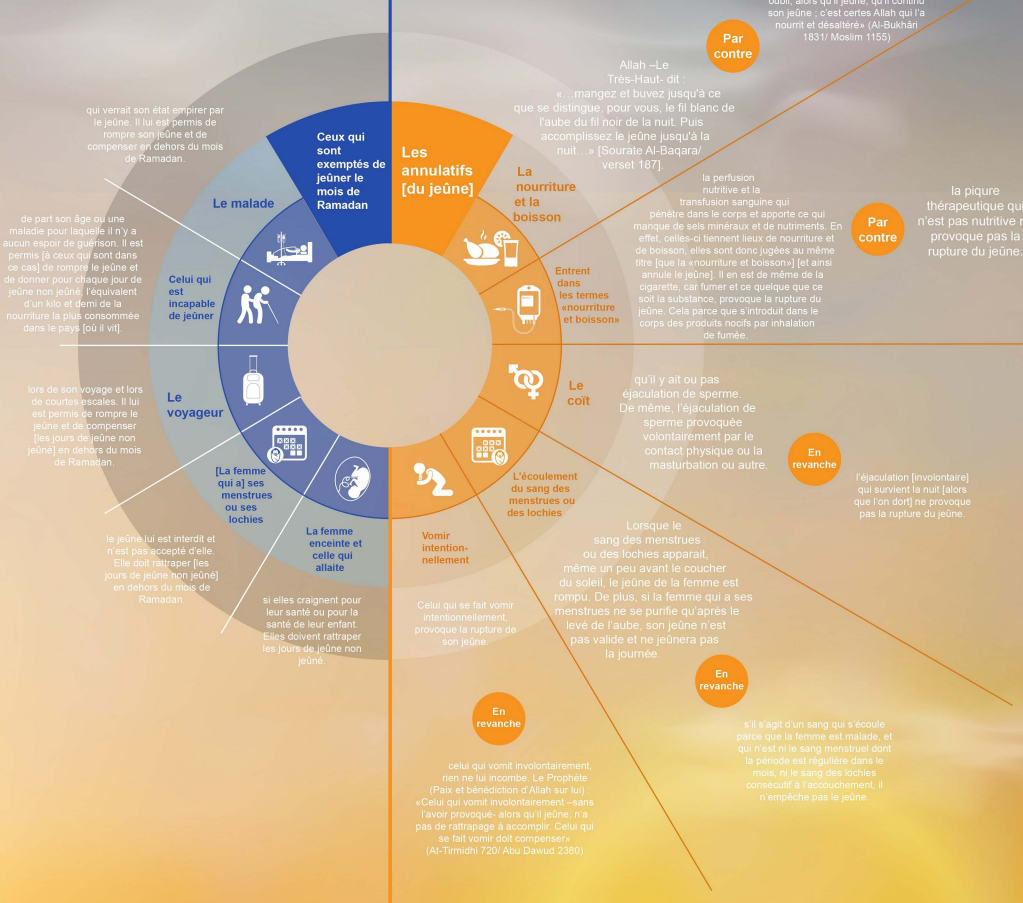 oubli, alors qu'il jeûne, qu'il continu
son jeûne ; c'est certes Allah qui l'a
nourrit et désaltéré» (Al-Bukhâri
1831/ Moslim 1155)
Par
contre
Allah –Le
Très-Haut- dit :
«…mangez et buvez jusqu'à ce
que se distingue, pour vous, le fil blanc de
l'aube du fil noir de la nuit. Puis
accomplissez le jeûne jusqu'à la
nuit…» [Sourate Al-Baqara/
verset 187].
Ceux qui
sont
exemptés de
jeûner le
mois de
Ramadan
Les
annulatifs
[du jeûne]
La
nourriture
et la
boisson
qui verrait son état empirer par
le jeûne. Il lui est permis de
rompre son jeûne et de
compenser en dehors du mois
de Ramadan.
Le malade
la perfusion
nutritive et la
transfusion sanguine qui
pénètre dans le corps et apporte ce qui
manque de sels minéraux et de nutriments. En
effet, celles-ci tiennent lieux de nourriture et
de boisson, elles sont donc jugées au même
titre [que la «nourriture et boisson»] [et ainsi
annule le jeûne]. Il en est de même de la
cigarette, car fumer et ce quelque que ce
soit la substance, provoque la rupture du
jeûne. Cela parce que s'introduit dans le
corps des produits nocifs par inhalation
de fumée.
Par
contre
la piqure
thérapeutique qui
n'est pas nutritive
provoque pas la
rupture du jeûne.
de part son âge ou une
maladie pour laquelle il n'y a
aucun espoir de guérison. Il est
permis [à ceux qui sont dans
ce cas] de rompre le jeûne et
de donner pour chaque jour de
jeûne non jeûné, l'équivalent
d'un kilo et demi de la
nourriture la plus consommée
dans le pays [où il vit].
Celui qui
est
incapable
de jeûner
Entrent
dans
les termes
«nourriture
et boisson»
lors de son voyage et lors
de courtes escales. Il lui
est permis de rompre le
jeûne et de compenser
[les jours de jeûne non
jeûné] en dehors du mois
de Ramadan.
Le
voyageur
Le
coït
qu'il y ait ou pas
éjaculation de sperme.
De même, l'éjaculation de
sperme provoquée
volontairement par le
contact physique ou la
masturbation ou autre.
En
revanche
l'éjaculation [involontaire]
qui survient la nuit [alors
que l'on dort] ne provoque
pas la rupture du jeûne.
[La femme
qui a] ses
menstrues
ou ses
lochies
L'écoulement
du sang des
menstrues ou
des lochies
le jeûne lui est interdit et
n'est pas accepté d'elle.
Elle doit rattraper [les
jours de jeûne non jeûné]
en dehors du mois de
Ramadan.
La femme
enceinte et
celle qui
allaite
Vomir
intention-
nellement
Lorsque le
sang des menstrues
ou des lochies apparait,
même un peu avant le coucher
du soleil, le jeûne de la femme est
rompu. De plus, si la femme qui a ses
menstrues ne se purifie qu'après le
levé de l'aube, son jeûne n'est
pas valide et ne jeûnera pas
la journée.
si elles craignent pour
leur santé ou pour la
santé de leur enfant.
Elles doivent rattraper
les jours de jeûne non
jeûné.
Celui qui se fait vomir
intentionnellement,
provoque la rupture de
son jeûne.
En
revanche
s'il s'agit d'un sang qui s'écoule
parce que la femme est malade, et
qui n'est ni le sang menstruel dont
la période est régulière dans le
mois, ni le sang des lochies
consécutif à l'accouchement, il
n'empêche pas le jeûne.
En
revanche
celui qui vomit involontairement,
rien ne lui incombe. Le Prophète
(Paix et bénédiction d'Allah sur lui) :
«Celui qui vomit involontairement –sans
l'avoir provoqué- alors qu'il jeûne, n'a
pas de rattrapage à accomplir. Celui qui
se fait vomir doit compenser»
(At-Tirmidhi 720/ Abu Dawud 2380)